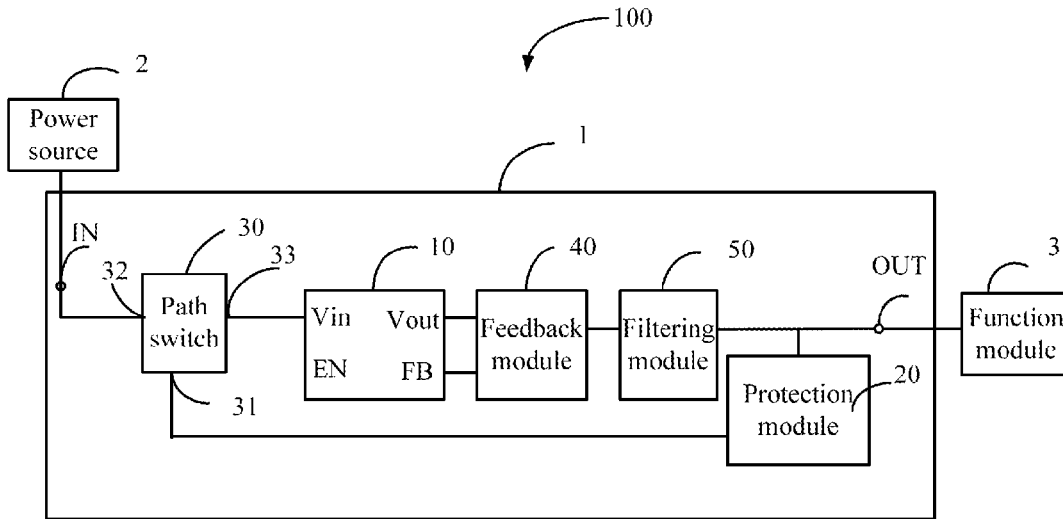 100
2
Power
source
1
IN
30
33
32
Path
switch
31
10
Vin
Vout
EN
FB
40
Feedback
module
50
Filtering
module
OUT
3
Function
module
Protection
module
20